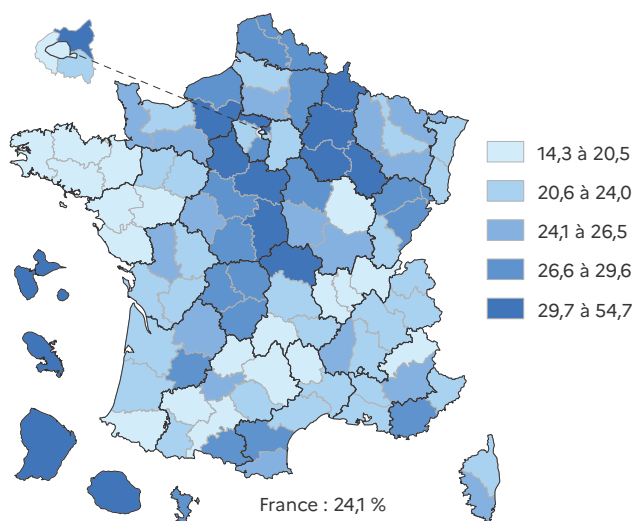 14,3 à 20,5
20,6 à 24,0
24,1 à 26,5
26,6 à 29,6
29,7 à 54,7
France : 24,1 %